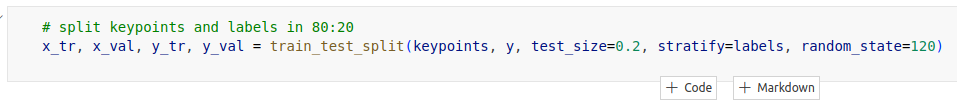 # split keypoints and labels in 80:20
x_tr, x_val, y_tr, y_val = train_test_split(keypoints, y, test_size=0.2, stratify=labels, random_state=120)
+ Code + Markdown